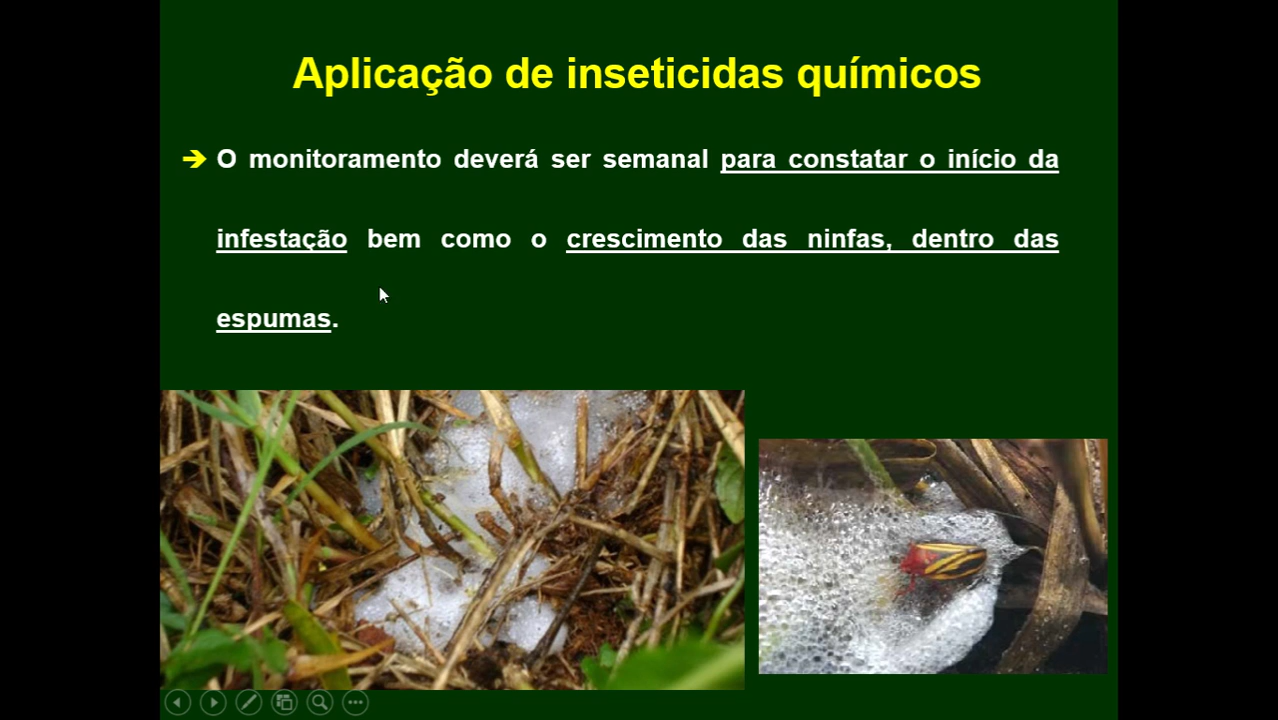 Aplicação de inseticidas químicos
➔ O monitoramento deverá ser semanal para constatar o início da
infestação bem como o crescimento das ninfas, dentro das
espumas.